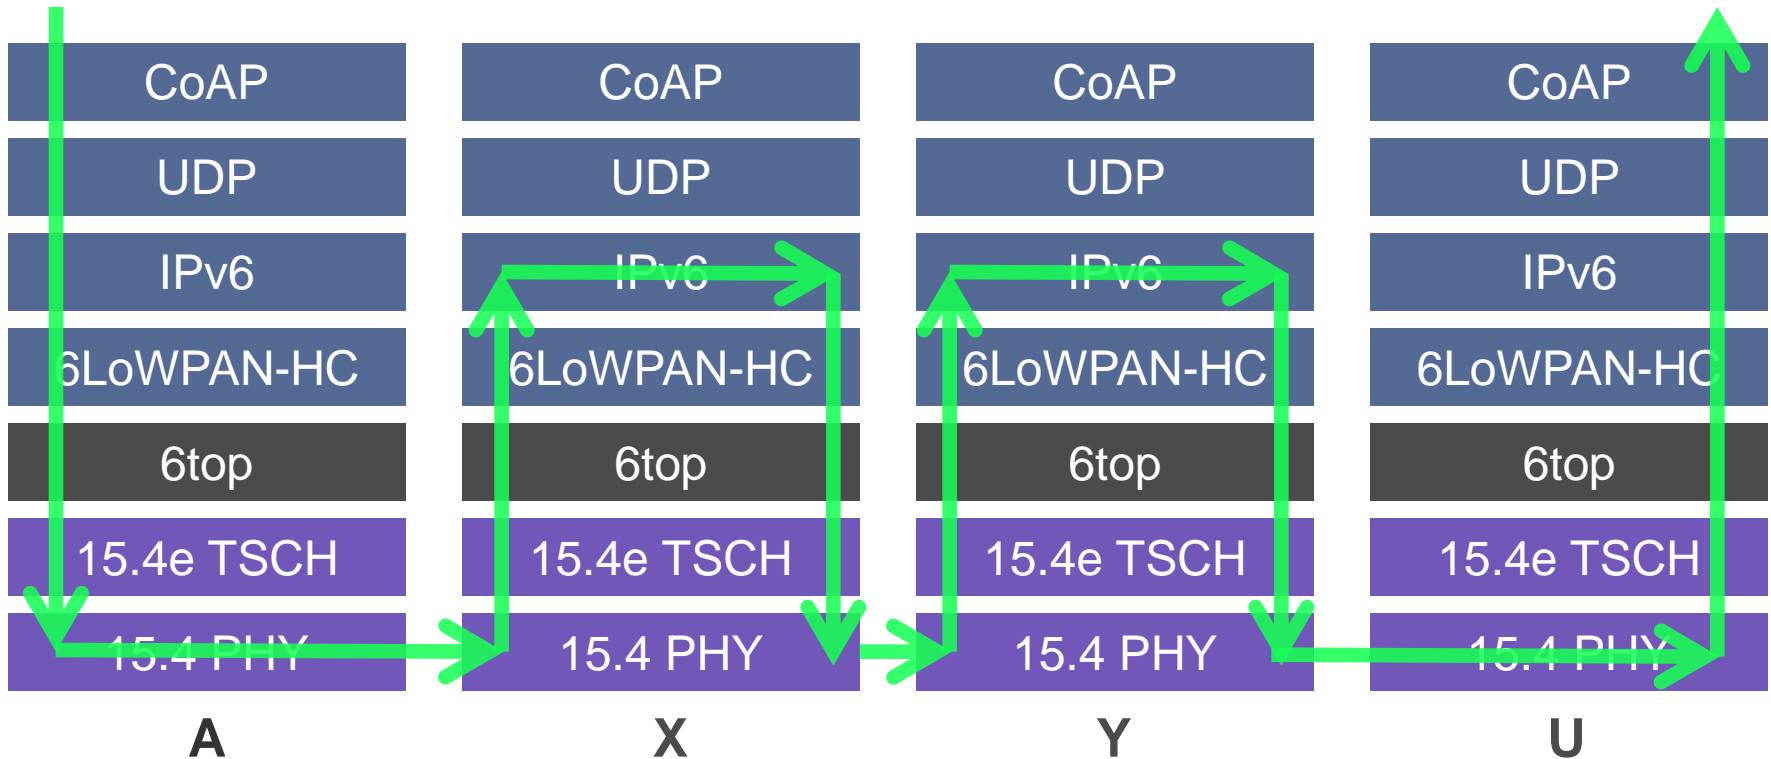 CoAP
UDP
IPv6
6LoWPAN-HC
6top
15.4e TSCH
15.4 PHY
A
CoAP
UDP
IPv6
6LoWPAN-HC
6top
15.4e TSCH
15.4 PHY
X
CoAP
UDP
IPv6
6LoWPAN-HC
6top
15.4e TSCH
15.4 PHY
Y
CoAP
UDP
IPv6
6LoWPAN-HC
6top
15.4e TSCH
15.4 PHY
U